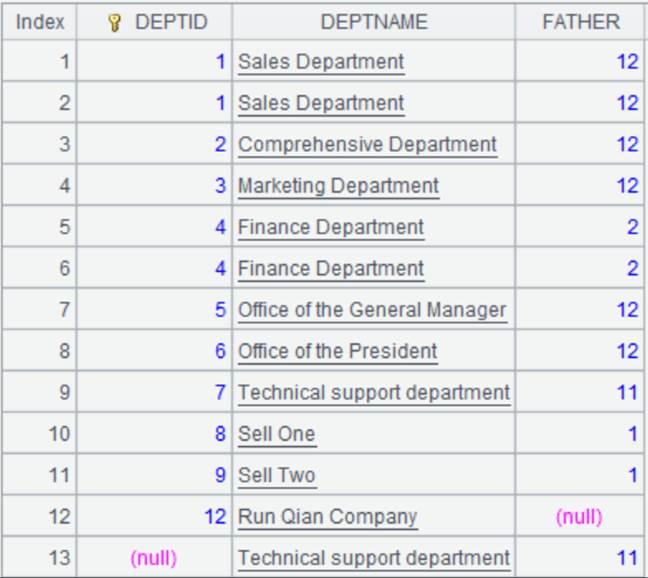 Index DEPTID DEPTNAME FATHER
1 1 Sales Department 12
2 1 Sales Department 12
3 2 Comprehensive Department 12
4 3 Marketing Department 12
5 4 Finance Department 2
6 4 Finance Department 2
7 5 Office of the General Manager 12
8 6 Office of the President 12
9 7 Technical support department 11
10 8 Sell One 1
11 9 Sell Two 1
12 12 Run Qian Company (null)
13 (null) Technical support department 11